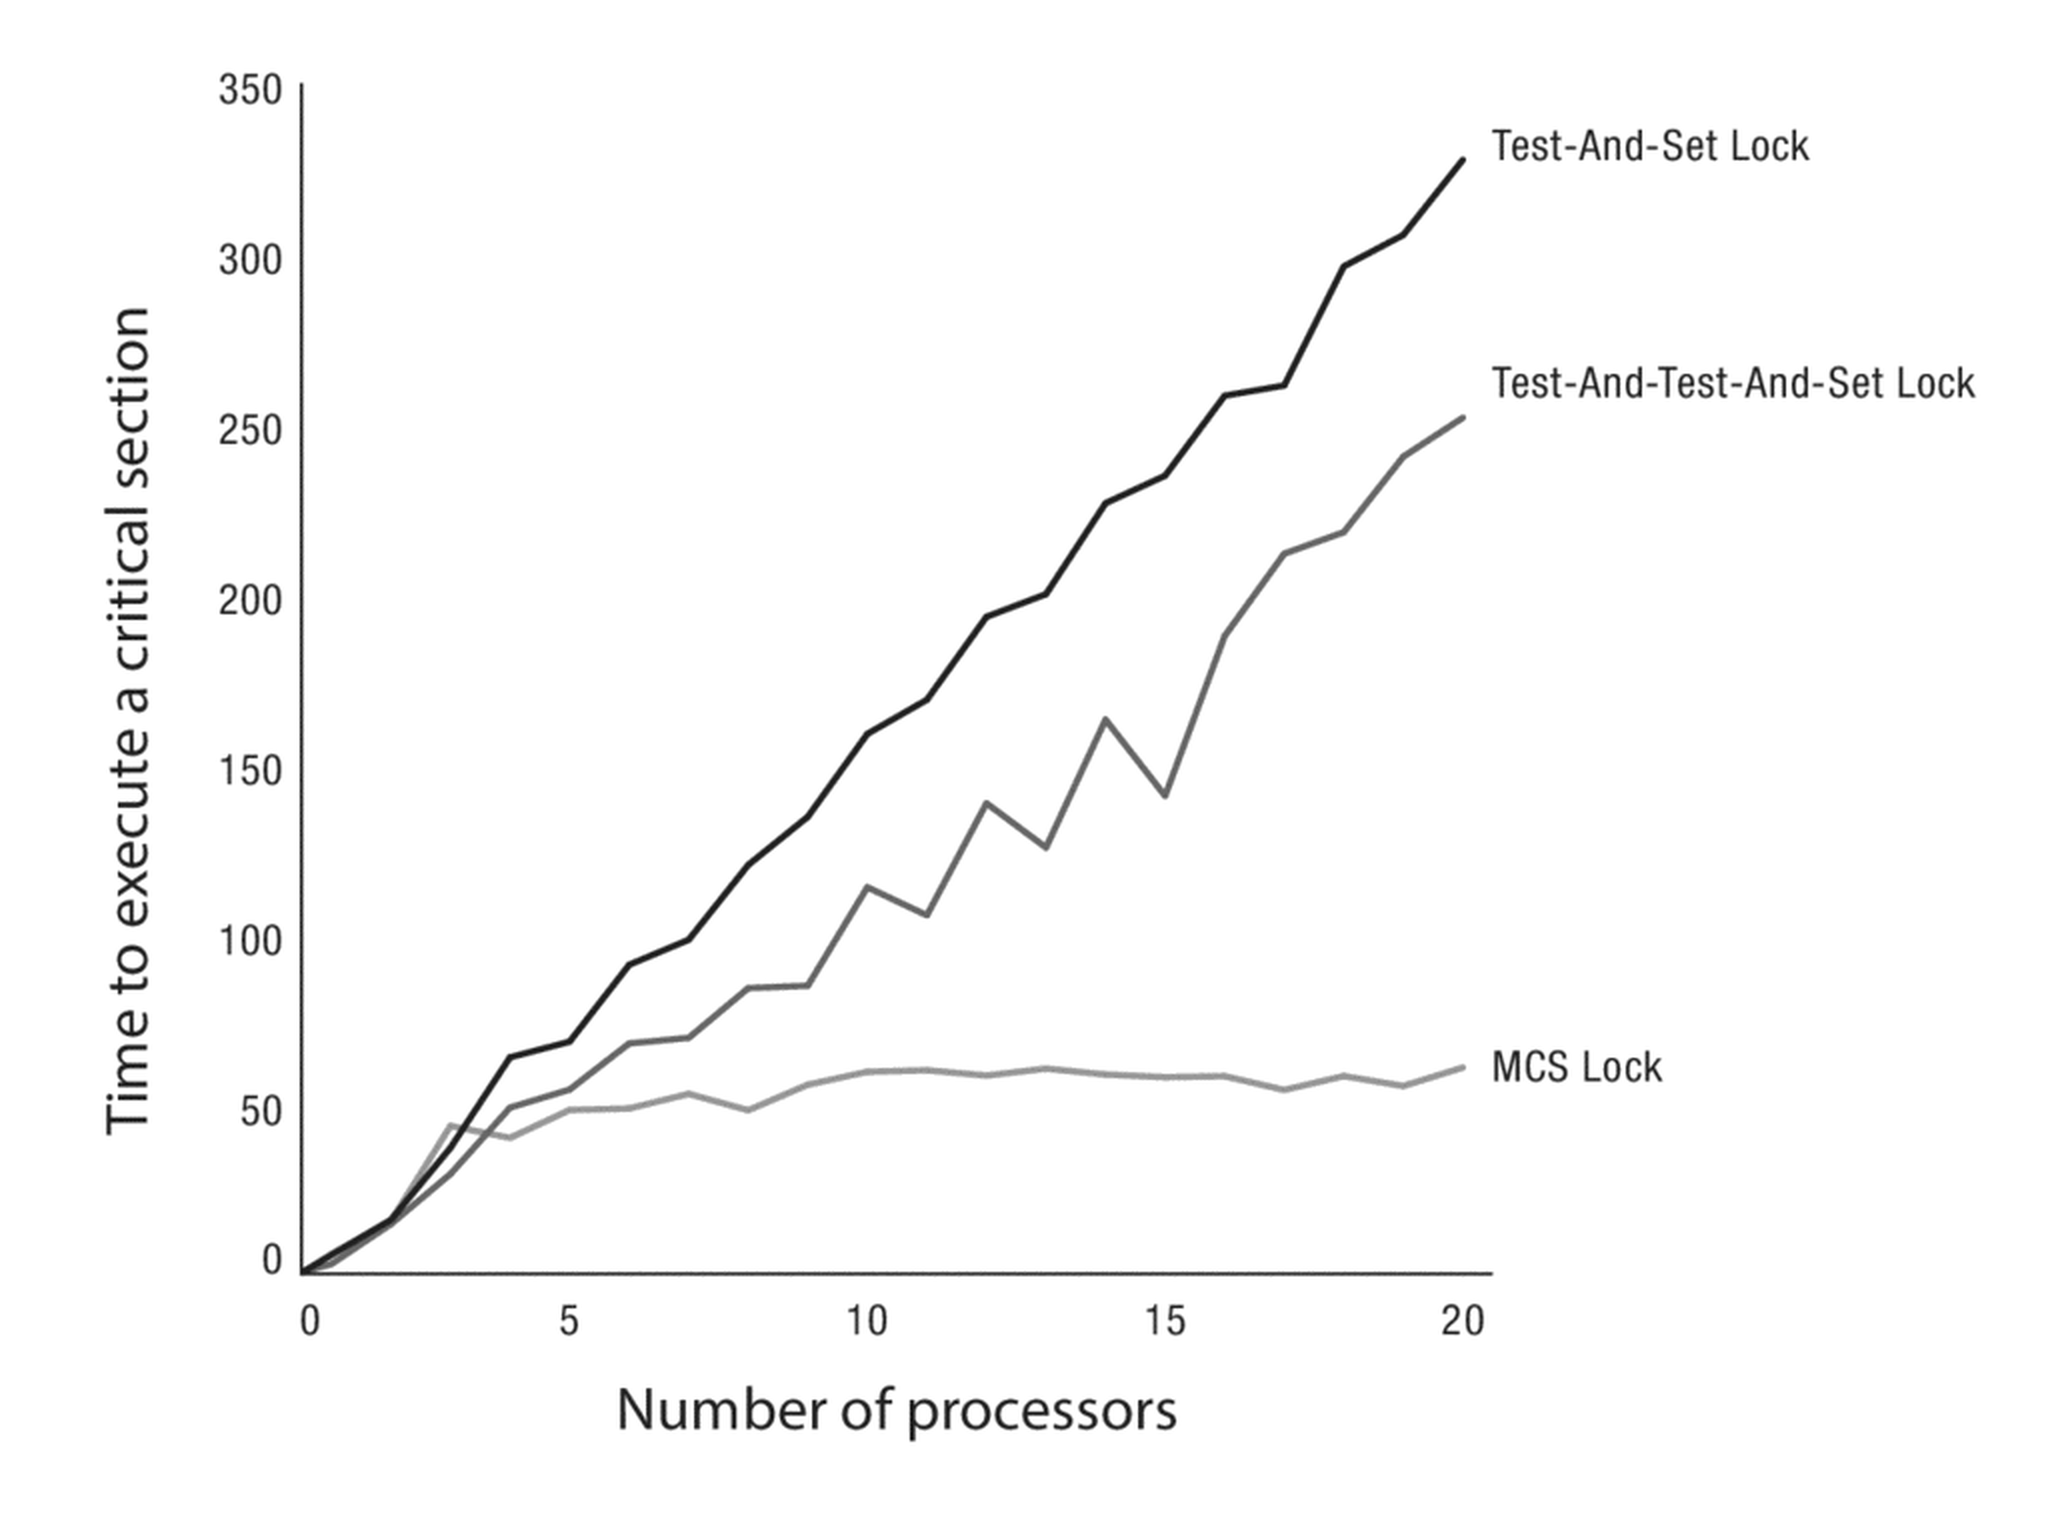 350
300
250
200
150
100
50
0
Time to execute a critical section
Test-And-Set Lock
Test-And-Test-And-Set Lock
MCS Lock
0 5 10 15 20
Number of processors